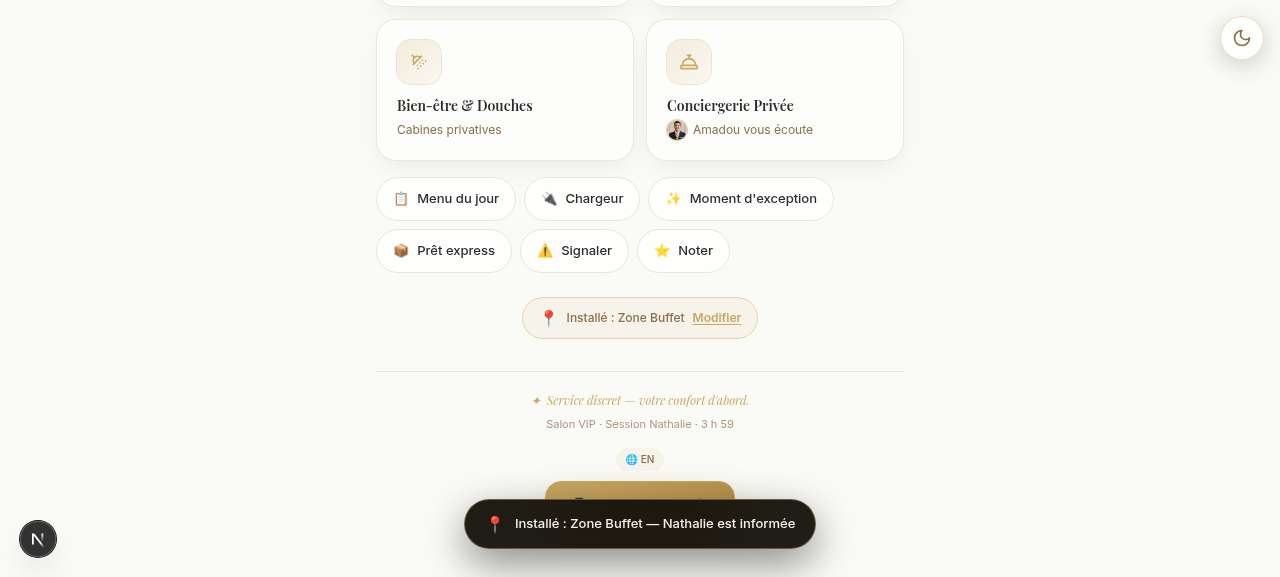 Bien-être & Douches
Cabines privatives
Conciergerie Privée
Amadou vous écoute
Menu du jour
Chargeur
Moment d'exception
Prêt express
Signaler
Noter
Installé : Zone Buffet Modifier
✦ Service discret — votre confort d'abord.
Salon VIP · Session Nathalie · 3 h 59
EN
Installé : Zone Buffet — Nathalie est informée
N